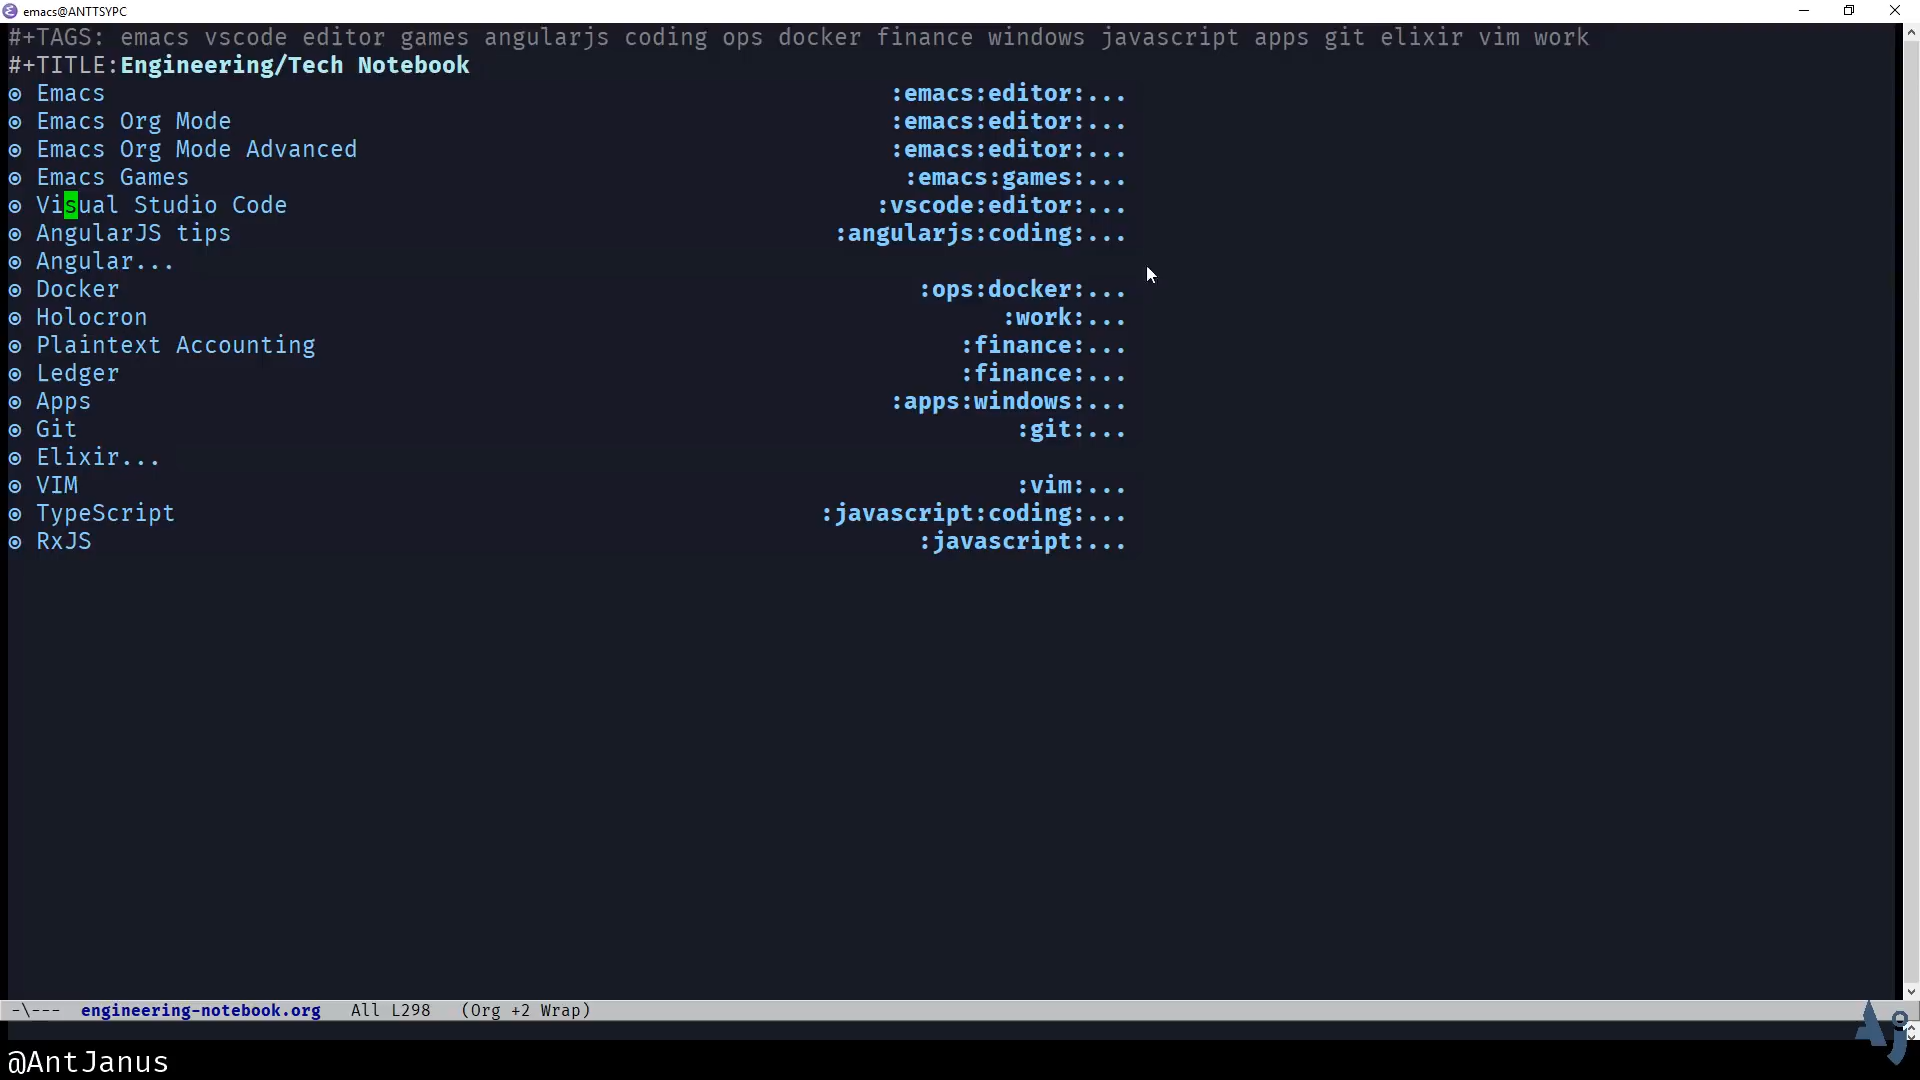 emacs@ANTTSYPC
#+TAGS: emacs vscode editor games angularjs coding ops docker finance windows javascript apps git elixir vim work
#+TITLE:Engineering/Tech Notebook
Emacs :emacs:editor:...
Emacs Org Mode :emacs:editor:...
Emacs Org Mode Advanced :emacs:editor:...
Emacs Games :emacs:games:...
Visual Studio Code :vscode:editor:...
AngularJS tips :angularjs:coding:...
Angular...
Docker :ops:docker:...
Holocron :work:...
Plaintext Accounting :finance:...
Ledger :finance:...
Apps :apps:windows:...
Git :git:...
Elixir...
VIM :vim:...
TypeScript :javascript:coding:...
RxJS :javascript:...
-\--- engineering-notebook.org All L298 (Org +2 Wrap)
@AntJanus
Aj